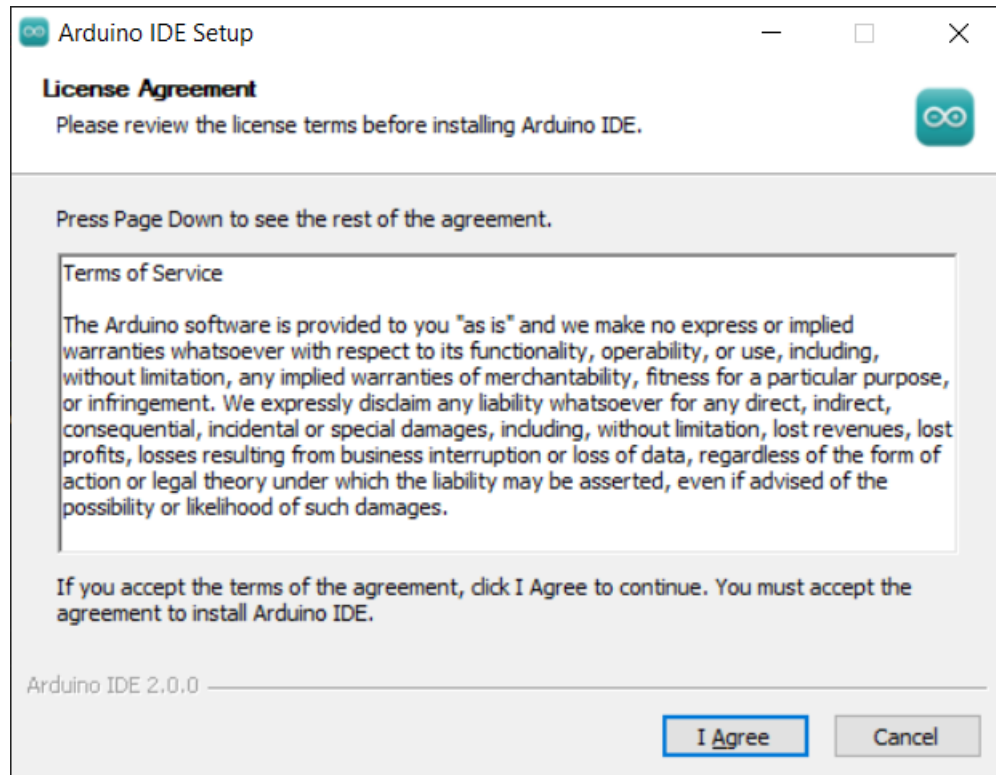 Arduino IDE Setup
License Agreement
Please review the license terms before installing Arduino IDE.
Press Page Down to see the rest of the agreement.
Terms of Service
The Arduino software is provided to you "as is" and we make no express or implied
warranties whatsoever with respect to its functionality, operability, or use, including,
without limitation, any implied warranties of merchantability, fitness for a particular purpose,
or infringement. We expressly disclaim any liability whatsoever for any direct, indirect,
consequential, incidental or special damages, including, without limitation, lost revenues, lost
profits, losses resulting from business interruption or loss of data, regardless of the form of
action or legal theory under which the liability may be asserted, even if advised of the
possibility or likelihood of such damages.
If you accept the terms of the agreement, click I Agree to continue. You must accept the
agreement to install Arduino IDE.
Arduino IDE 2.0.0
I Agree
Cancel